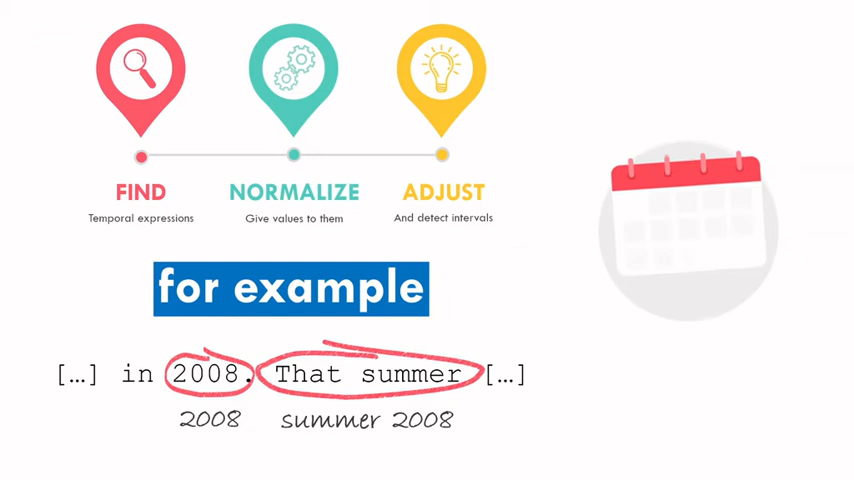 FIND NORMALIZE ADJUST
Temporal expressions Give values to them And detect intervals
for example
[…] in 2008. That summer […]
2008 summer 2008